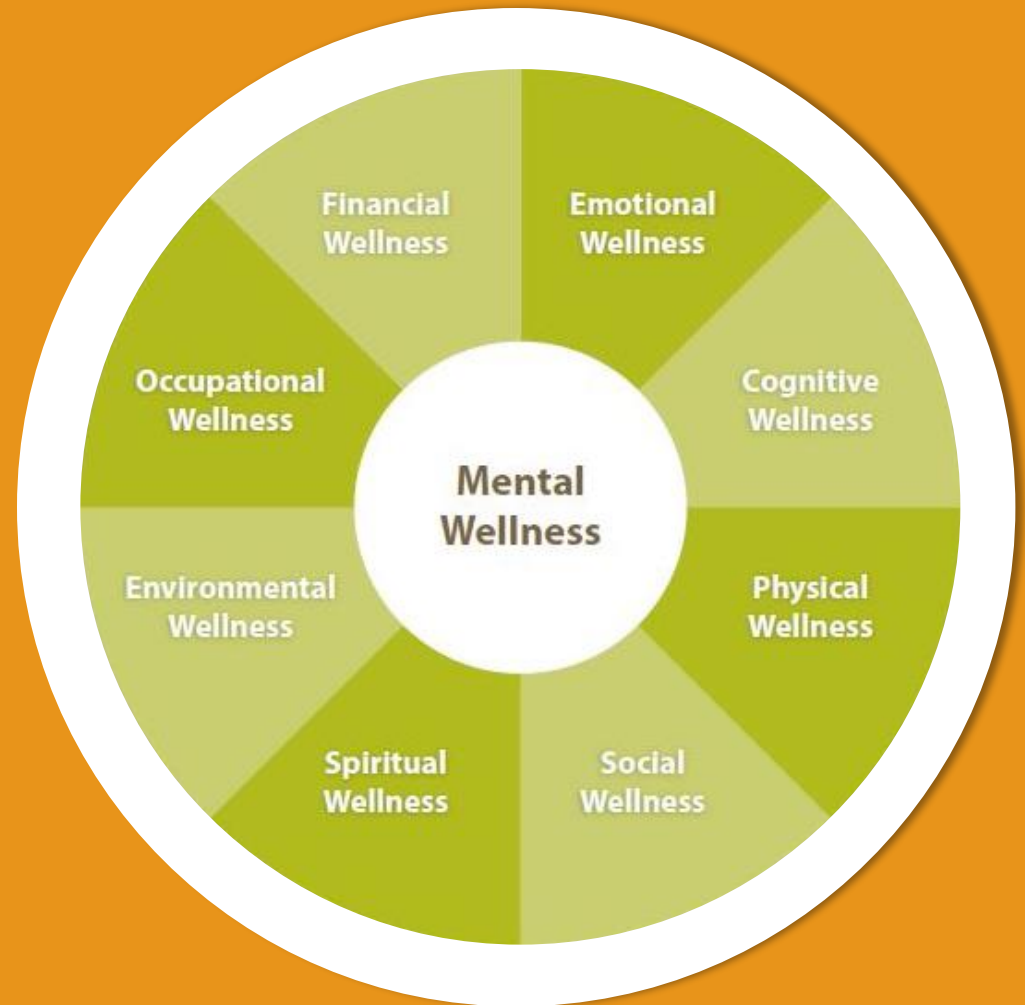 Financial
Wellness
Emotional
Wellness
Occupational
Wellness
Cognitive
Wellness
Mental
Wellness
Environmental
Wellness
Physical
Wellness
Spiritual
Wellness
Social
Wellness